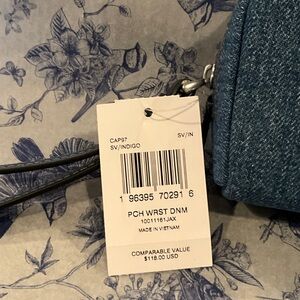 CAP97 SV/IN
SV/INDIGO
1 96395 70291 6
PCH WRST DNM
10011161JAX
MADE IN VIETNAM
COMPARABLE VALUE
$118.00 USD